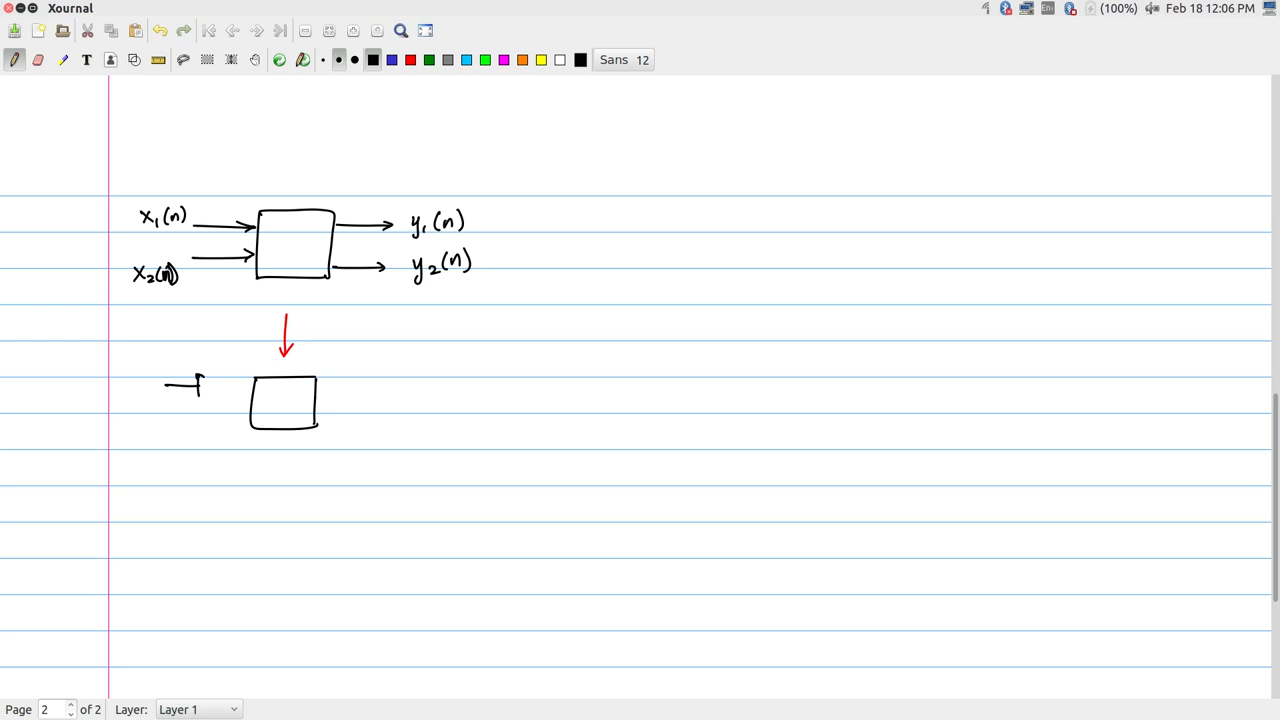 Xournal
(100%) Feb 18 12:06 PM
T Sans 12
x₁(n) y₁(n)
x₂(n) y₂(n)
Page 2 of 2 Layer: Layer 1